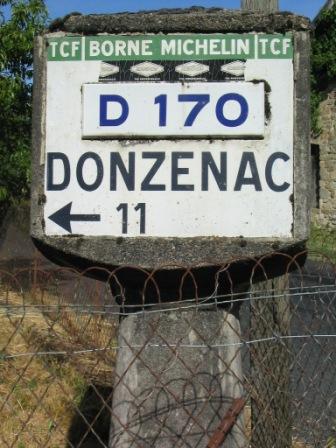 TCF BORNE MICHELIN TCF
D 170
DONZENAC
← 11